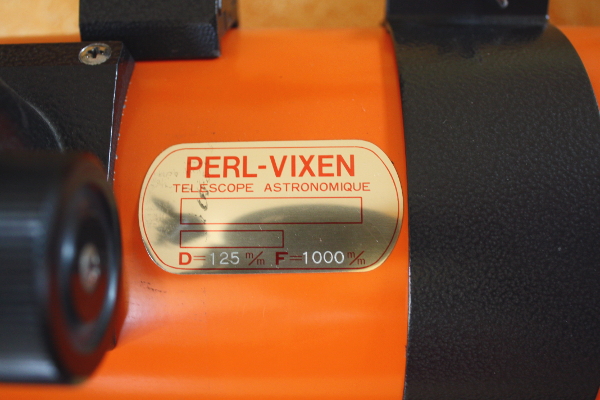 PERL-VIXEN
TELESCOPE ASTRONOMIQUE
D=125 m/m F=1000 m/m